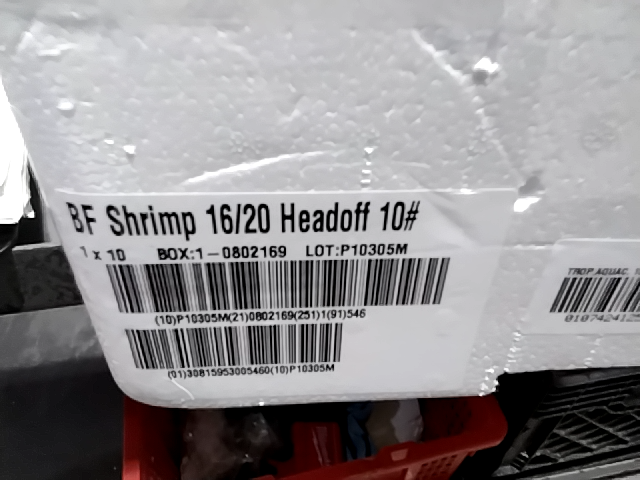 BF Shrimp 16/20 Headoff 10#
1 x 10 BOX:1-0802169 LOT:P10305M
(10)P10305M(21)0802169(251)1(91)546
(01)30815953005460(10)P10305M
TROP.AQUAC.